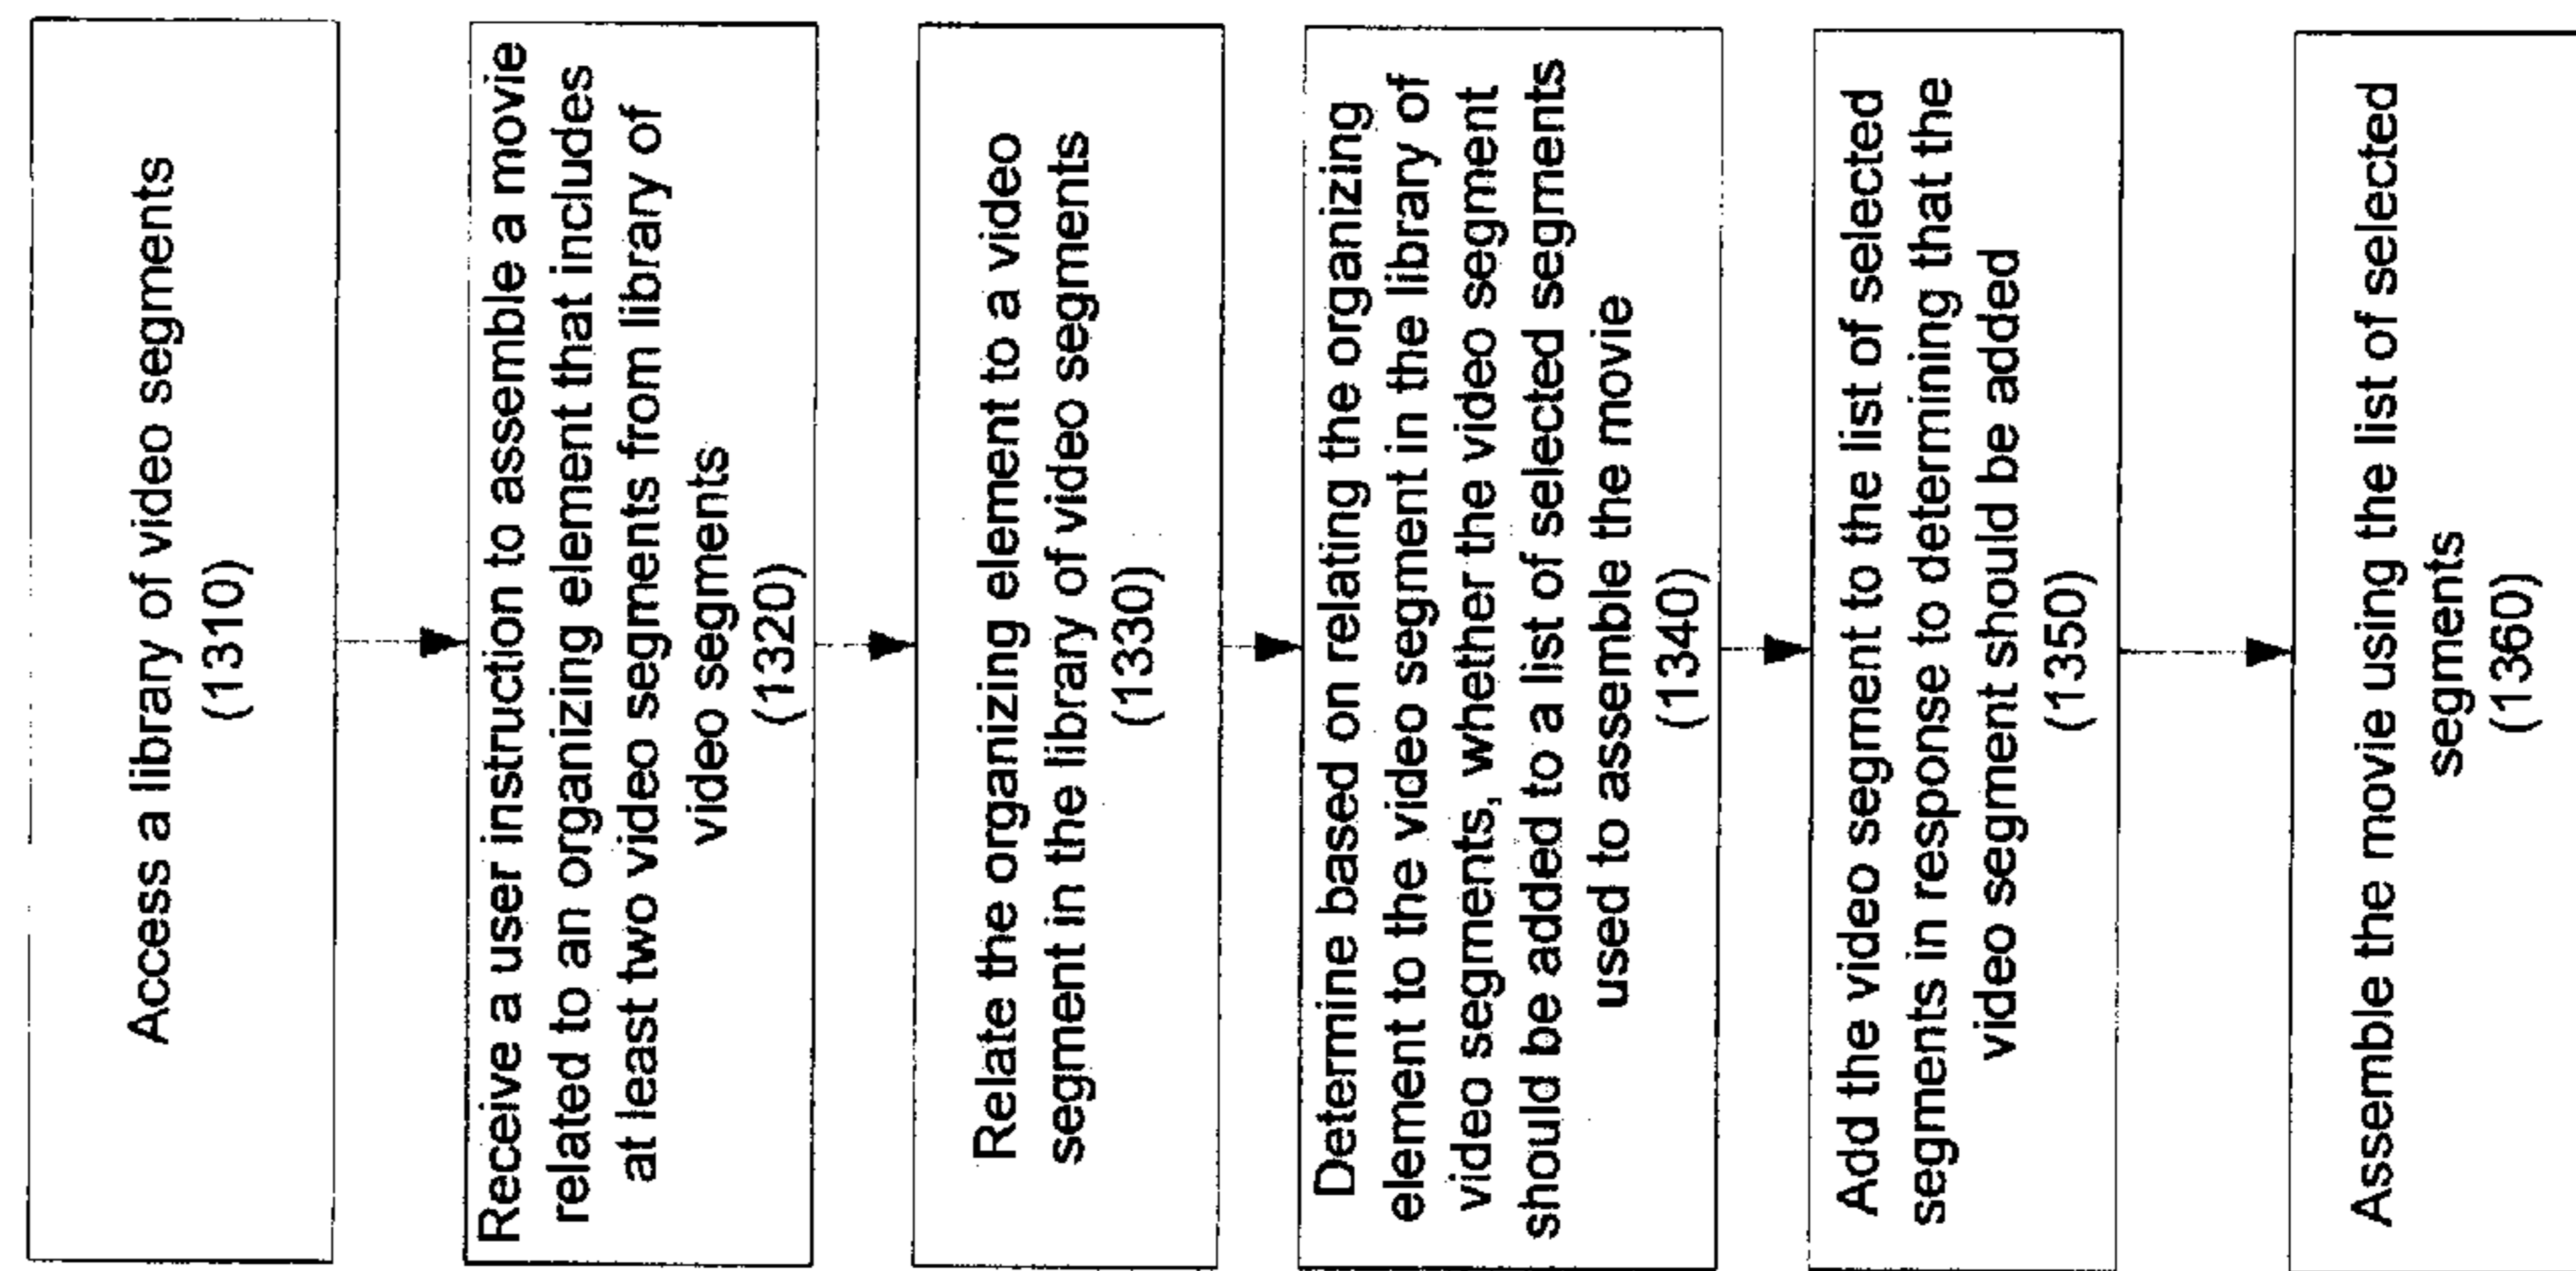 Access a library of video segments
(1310)
Receive a user instruction to assemble a movie
related to an organizing element that includes
at least two video segments from library of
video segments
(1320)
Relate the organizing element to a video
segment in the library of video segments
(1330)
Determine based on relating the organizing
element to the video segment in the library of
video segments, whether the video segment
should be added to a list of selected segments
used to assemble the movie
(1340)
Add the video segment to the list of selected
segments in response to determining that the
video segment should be added
(1350)
Assemble the movie using the list of selected
segments
(1360)